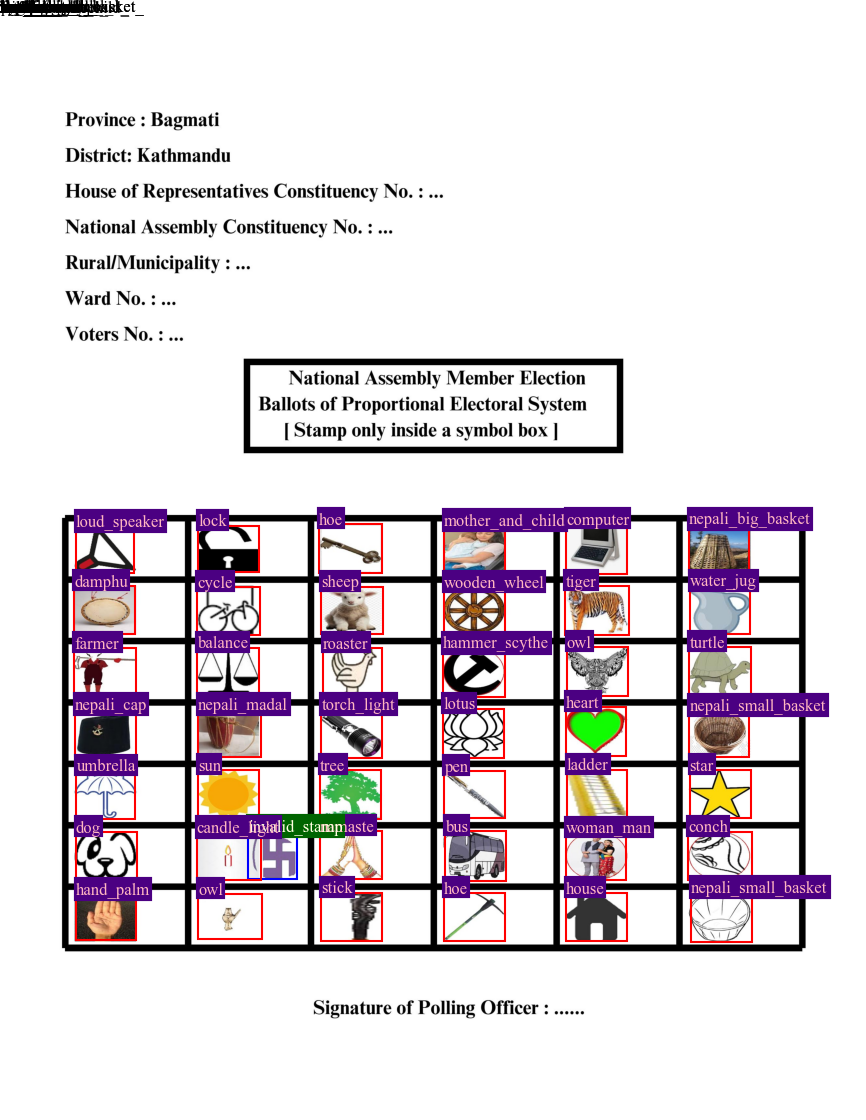 Province : Bagmati
District: Kathmandu
House of Representatives Constituency No. : ...
National Assembly Constituency No. : ...
Rural/Municipality : ...
Ward No. : ...
Voters No. : ...
National Assembly Member Election
Ballots of Proportional Electoral System
[ Stamp only inside a symbol box ]
loud_speaker lock hoe mother_and_child computer nepali_big_basket
damphu cycle sheep wooden_wheel tiger water_jug
farmer balance roaster hammer_scythe owl turtle
nepali_cap nepali_madal torch_light lotus heart nepali_small_basket
umbrella sun tree pen ladder star
dog invalid_stamp bus woman_man conch
hand_palm owl stick hoe house nepali_small_basket
Signature of Polling Officer : ......